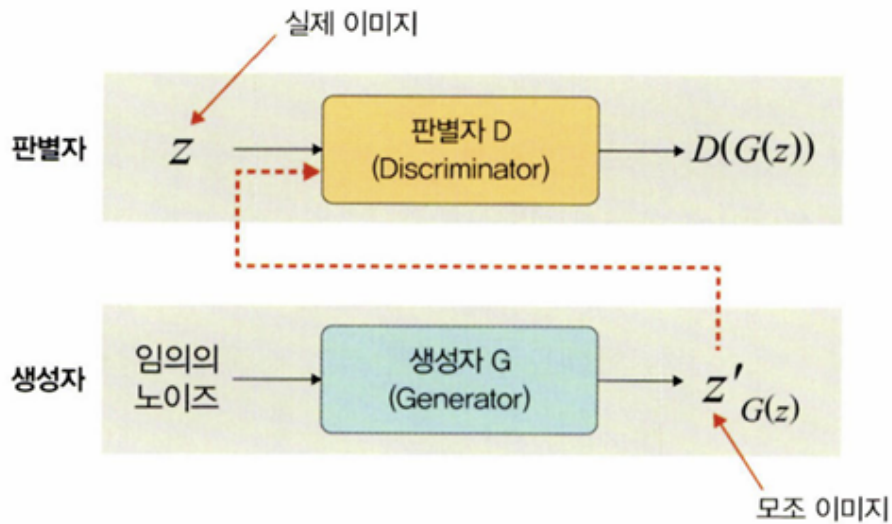 실제 이미지
판별자
z
판별자 D
(Discriminator)
D(G(z))
생성자
임의의
노이즈
생성자 G
(Generator)
z′G(z)
모조 이미지